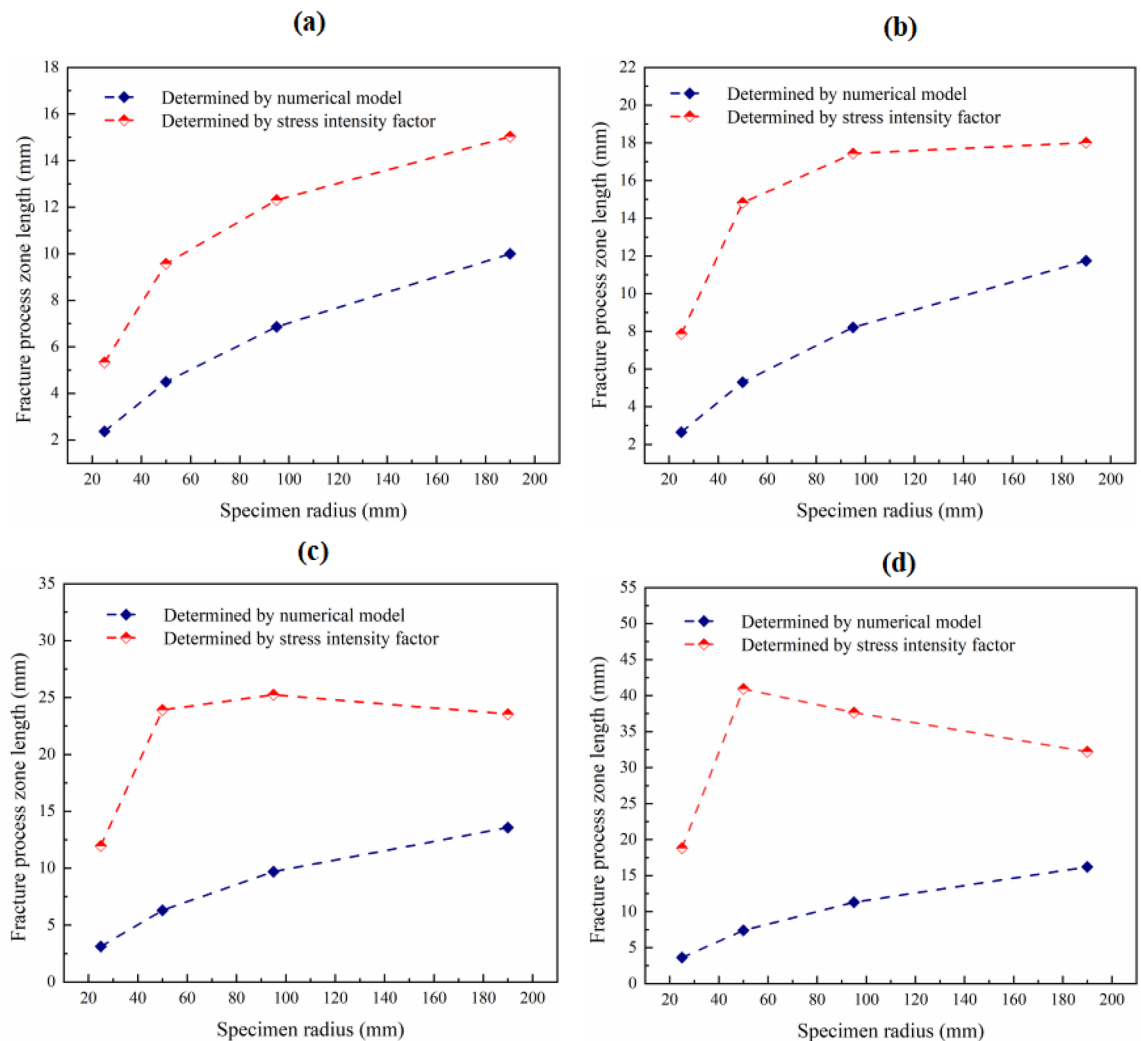 (a)
18
16
14
12
10
8
6
4
2
Fracture process zone length (mm)
Determined by numerical model
Determined by stress intensity factor
20 40 60 80 100 120 140 160 180 200
Specimen radius (mm)
(b)
22
20
18
16
14
12
10
8
6
4
2
Fracture process zone length (mm)
Determined by numerical model
Determined by stress intensity factor
20 40 60 80 100 120 140 160 180 200
Specimen radius (mm)
(c)
35
30
25
20
15
10
5
0
Fracture process zone length (mm)
Determined by numerical model
Determined by stress intensity factor
20 40 60 80 100 120 140 160 180 200
Specimen radius (mm)
(d)
55
50
45
40
35
30
25
20
15
10
5
0
Fracture process zone length (mm)
Determined by numerical model
Determined by stress intensity factor
20 40 60 80 100 120 140 160 180 200
Specimen radius (mm)